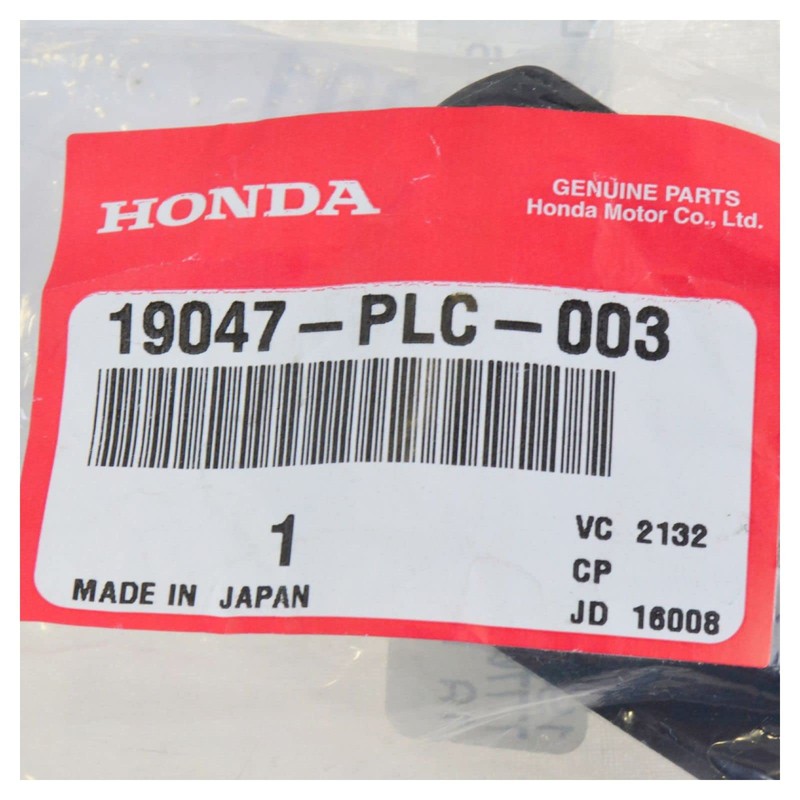 HONDA
GENUINE PARTS
Honda Motor Co., Ltd.
19047-PLC-003
1
VC 2132
CP
MADE IN JAPAN
JD 16008